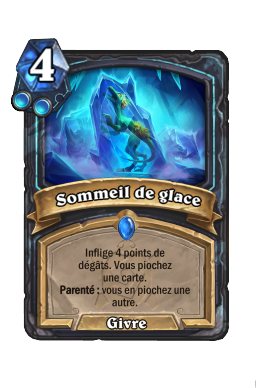 4
Sommeil de glace
Inflige 4 points de
dégâts. Vous piochez
une carte.
Parenté : vous en piochez une
autre.
Givre